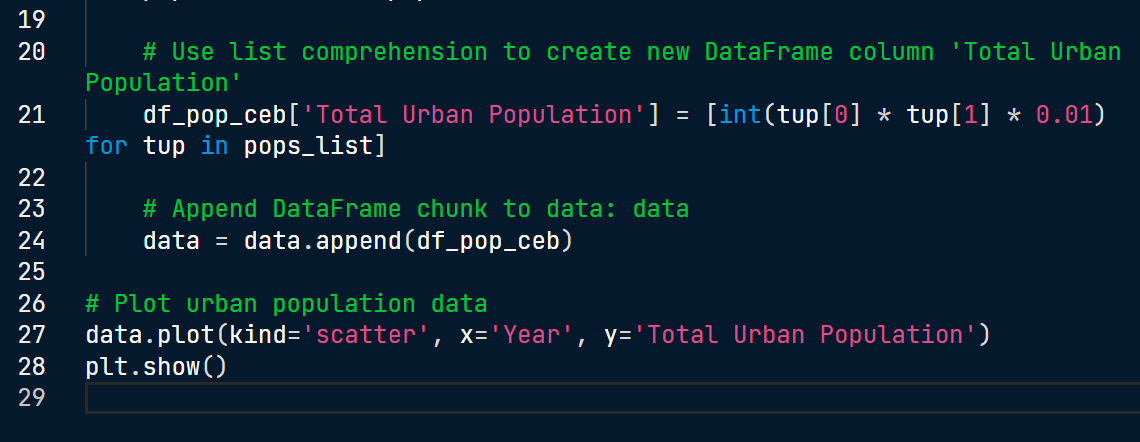 19
20 # Use list comprehension to create new DataFrame column 'Total Urban
Population'
21 df_pop_ceb['Total Urban Population'] = [int(tup[0] * tup[1] * 0.01)
for tup in pops_list]
22
23 # Append DataFrame chunk to data: data
24 data = data.append(df_pop_ceb)
25
26 # Plot urban population data
27 data.plot(kind='scatter', x='Year', y='Total Urban Population')
28 plt.show()
29